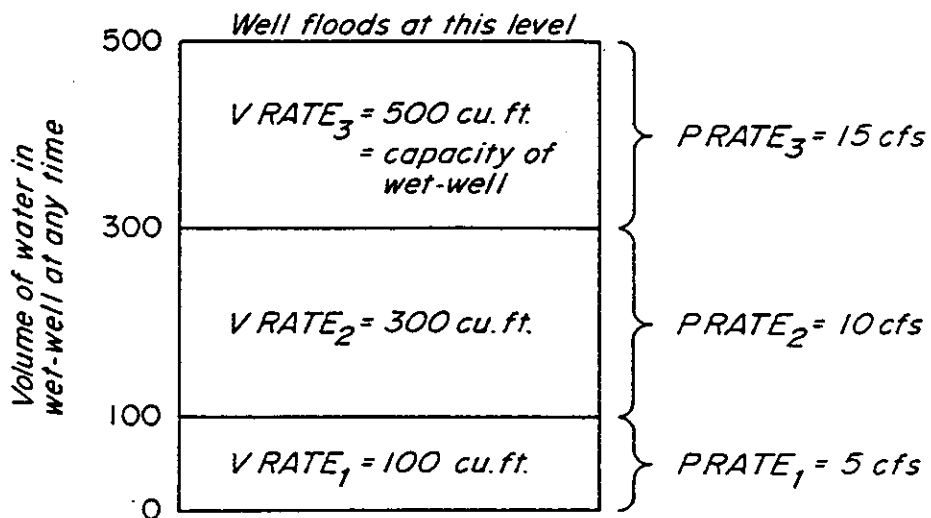 Well floods at this level
500
V RATE3 = 500 cu. ft.
= capacity of
wet-well
PRATE3 = 15 cfs
300
Volume of water in
wet-well at any time
V RATE2 = 300 cu. ft.
PRATE2 = 10 cfs
100
V RATE1 = 100 cu. ft.
PRATE1 = 5 cfs
0